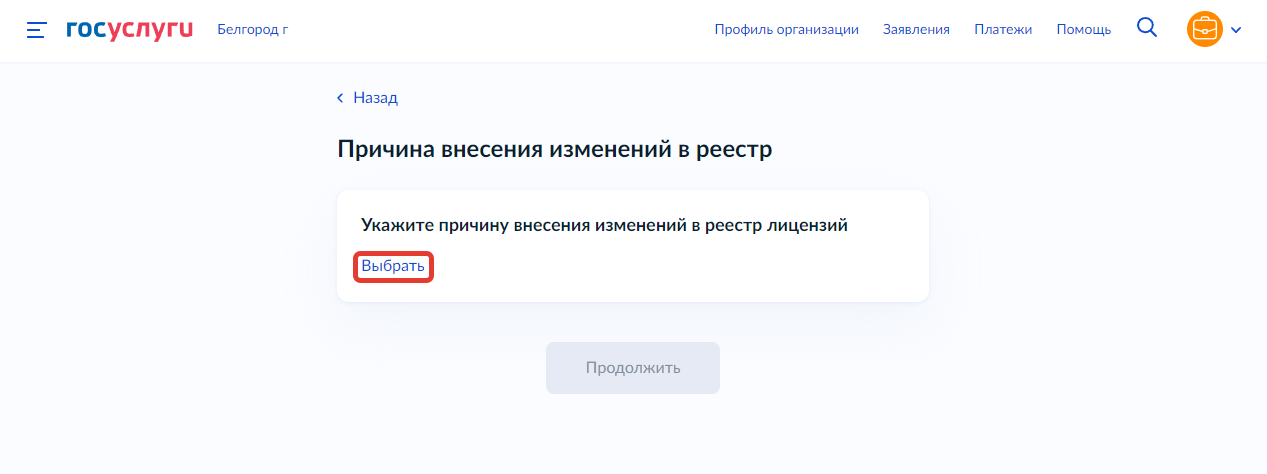 госуслуги Белгород г Профиль организации Заявления Платежи Помощь
Назад
Причина внесения изменений в реестр
Укажите причину внесения изменений в реестр лицензий
Выбрать
Продолжить